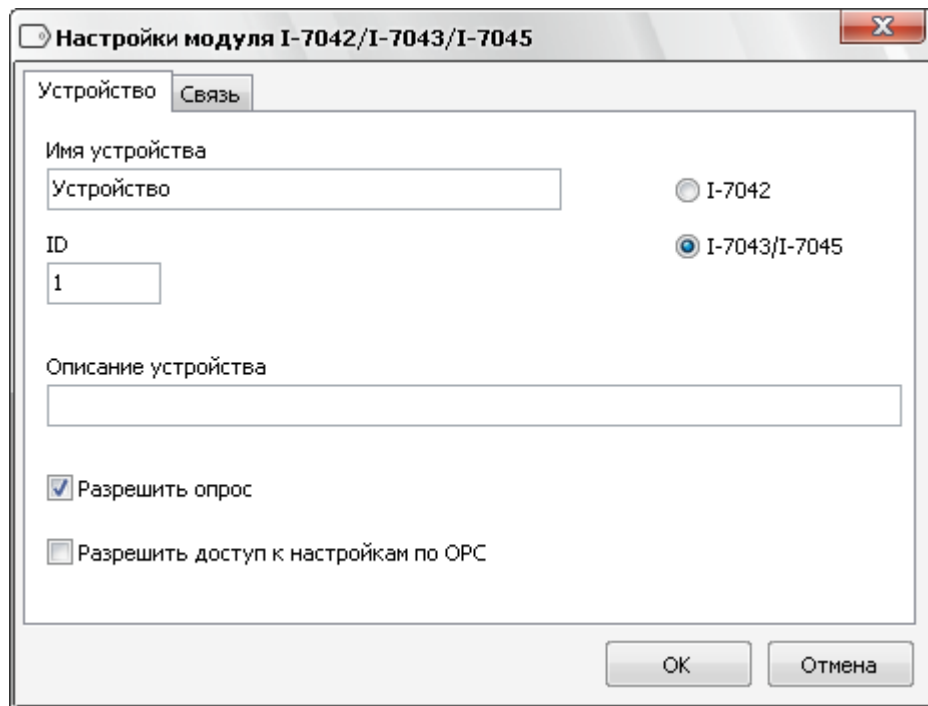 Настройки модуля I-7042/I-7043/I-7045
Устройство Связь
Имя устройства
Устройство
I-7042
ID
I-7043/I-7045
1
Описание устройства
Разрешить опрос
Разрешить доступ к настройкам по OPC
OK Отмена